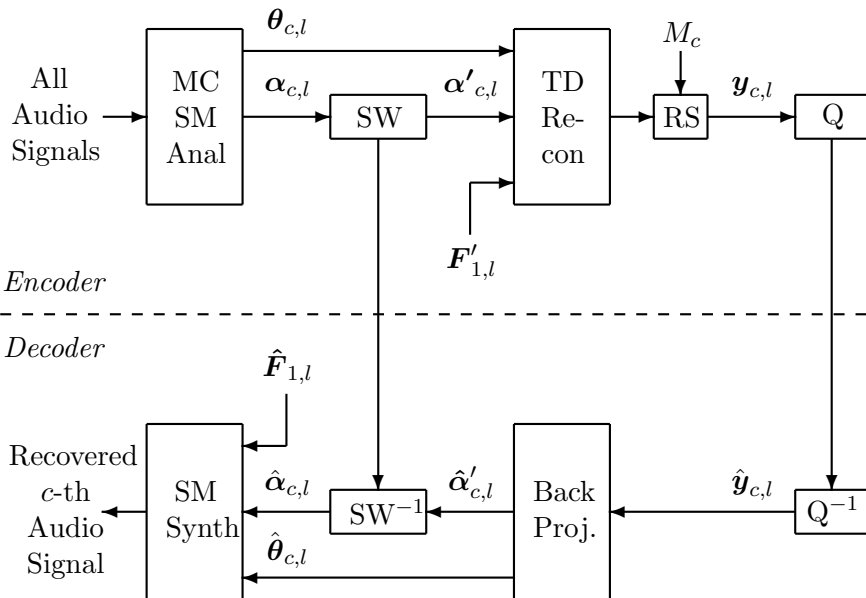 θ_{c,l}
M_c
All
Audio
Signals
MC
SM
Anal
α_{c,l}
SW
α'_{c,l}
TD
Re-
con
RS
y_{c,l}
Q
F'_{1,l}
Encoder
Decoder
F̂_{1,l}
Recovered
c-th
Audio
Signal
SM
Synth
α̂_{c,l}
SW^{−1}
α̂'_{c,l}
Back
Proj.
ŷ_{c,l}
Q^{−1}
θ̂_{c,l}